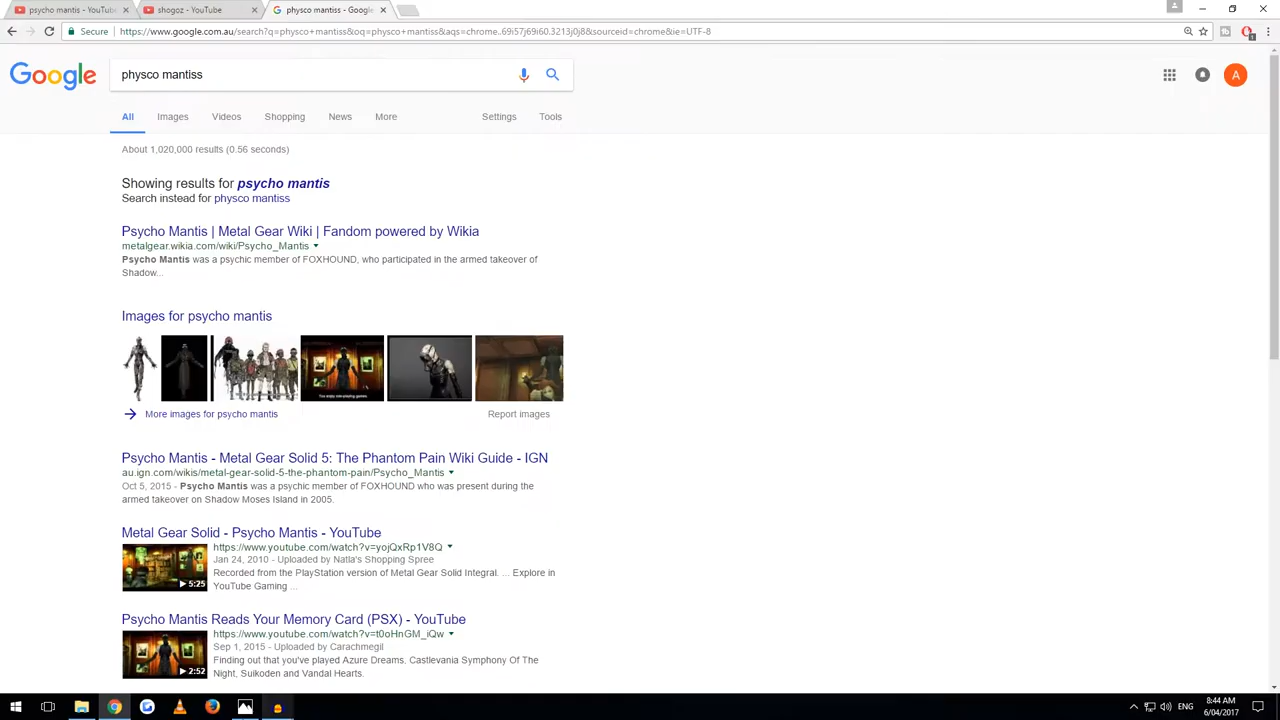 psycho mantis - YouTube
shogoz - YouTube
physco mantiss - Google
Secure
https://www.google.com.au/search?q=physco+mantiss&oq=physco+mantiss&aqs=chrome..69i57j69i60.3213j0j8&sourceid=chrome&ie=UTF-8
Google
physco mantiss
A
All
Images
Videos
Shopping
News
More
Settings
Tools
About 1,020,000 results (0.56 seconds)
Showing results for psycho mantis
Search instead for physco mantiss
Psycho Mantis | Metal Gear Wiki | Fandom powered by Wikia
metalgear.wikia.com/wiki/Psycho_Mantis
Psycho Mantis was a psychic member of FOXHOUND, who participated in the armed takeover of
Shadow...
Images for psycho mantis
More images for psycho mantis
Report images
Psycho Mantis - Metal Gear Solid 5: The Phantom Pain Wiki Guide - IGN
au.ign.com/wikis/metal-gear-solid-5-the-phantom-pain/Psycho_Mantis
Oct 5, 2015 - Psycho Mantis was a psychic member of FOXHOUND who was present during the
armed takeover on Shadow Moses Island in 2005.
Metal Gear Solid - Psycho Mantis - YouTube
https://www.youtube.com/watch?v=yojQxRp1V8Q
Jan 24, 2010 - Uploaded by Natla's Shopping Spree
Recorded from the PlayStation version of Metal Gear Solid Integral. ... Explore in
YouTube Gaming ...
5:25
Psycho Mantis Reads Your Memory Card (PSX) - YouTube
https://www.youtube.com/watch?v=t0oHnGM_iQw
Sep 1, 2015 - Uploaded by Carachmegil
Finding out that you've played Azure Dreams, Castlevania Symphony Of The
Night, Suikoden and Vandal Hearts.
2:52
ENG
8:44 AM
6/04/2017